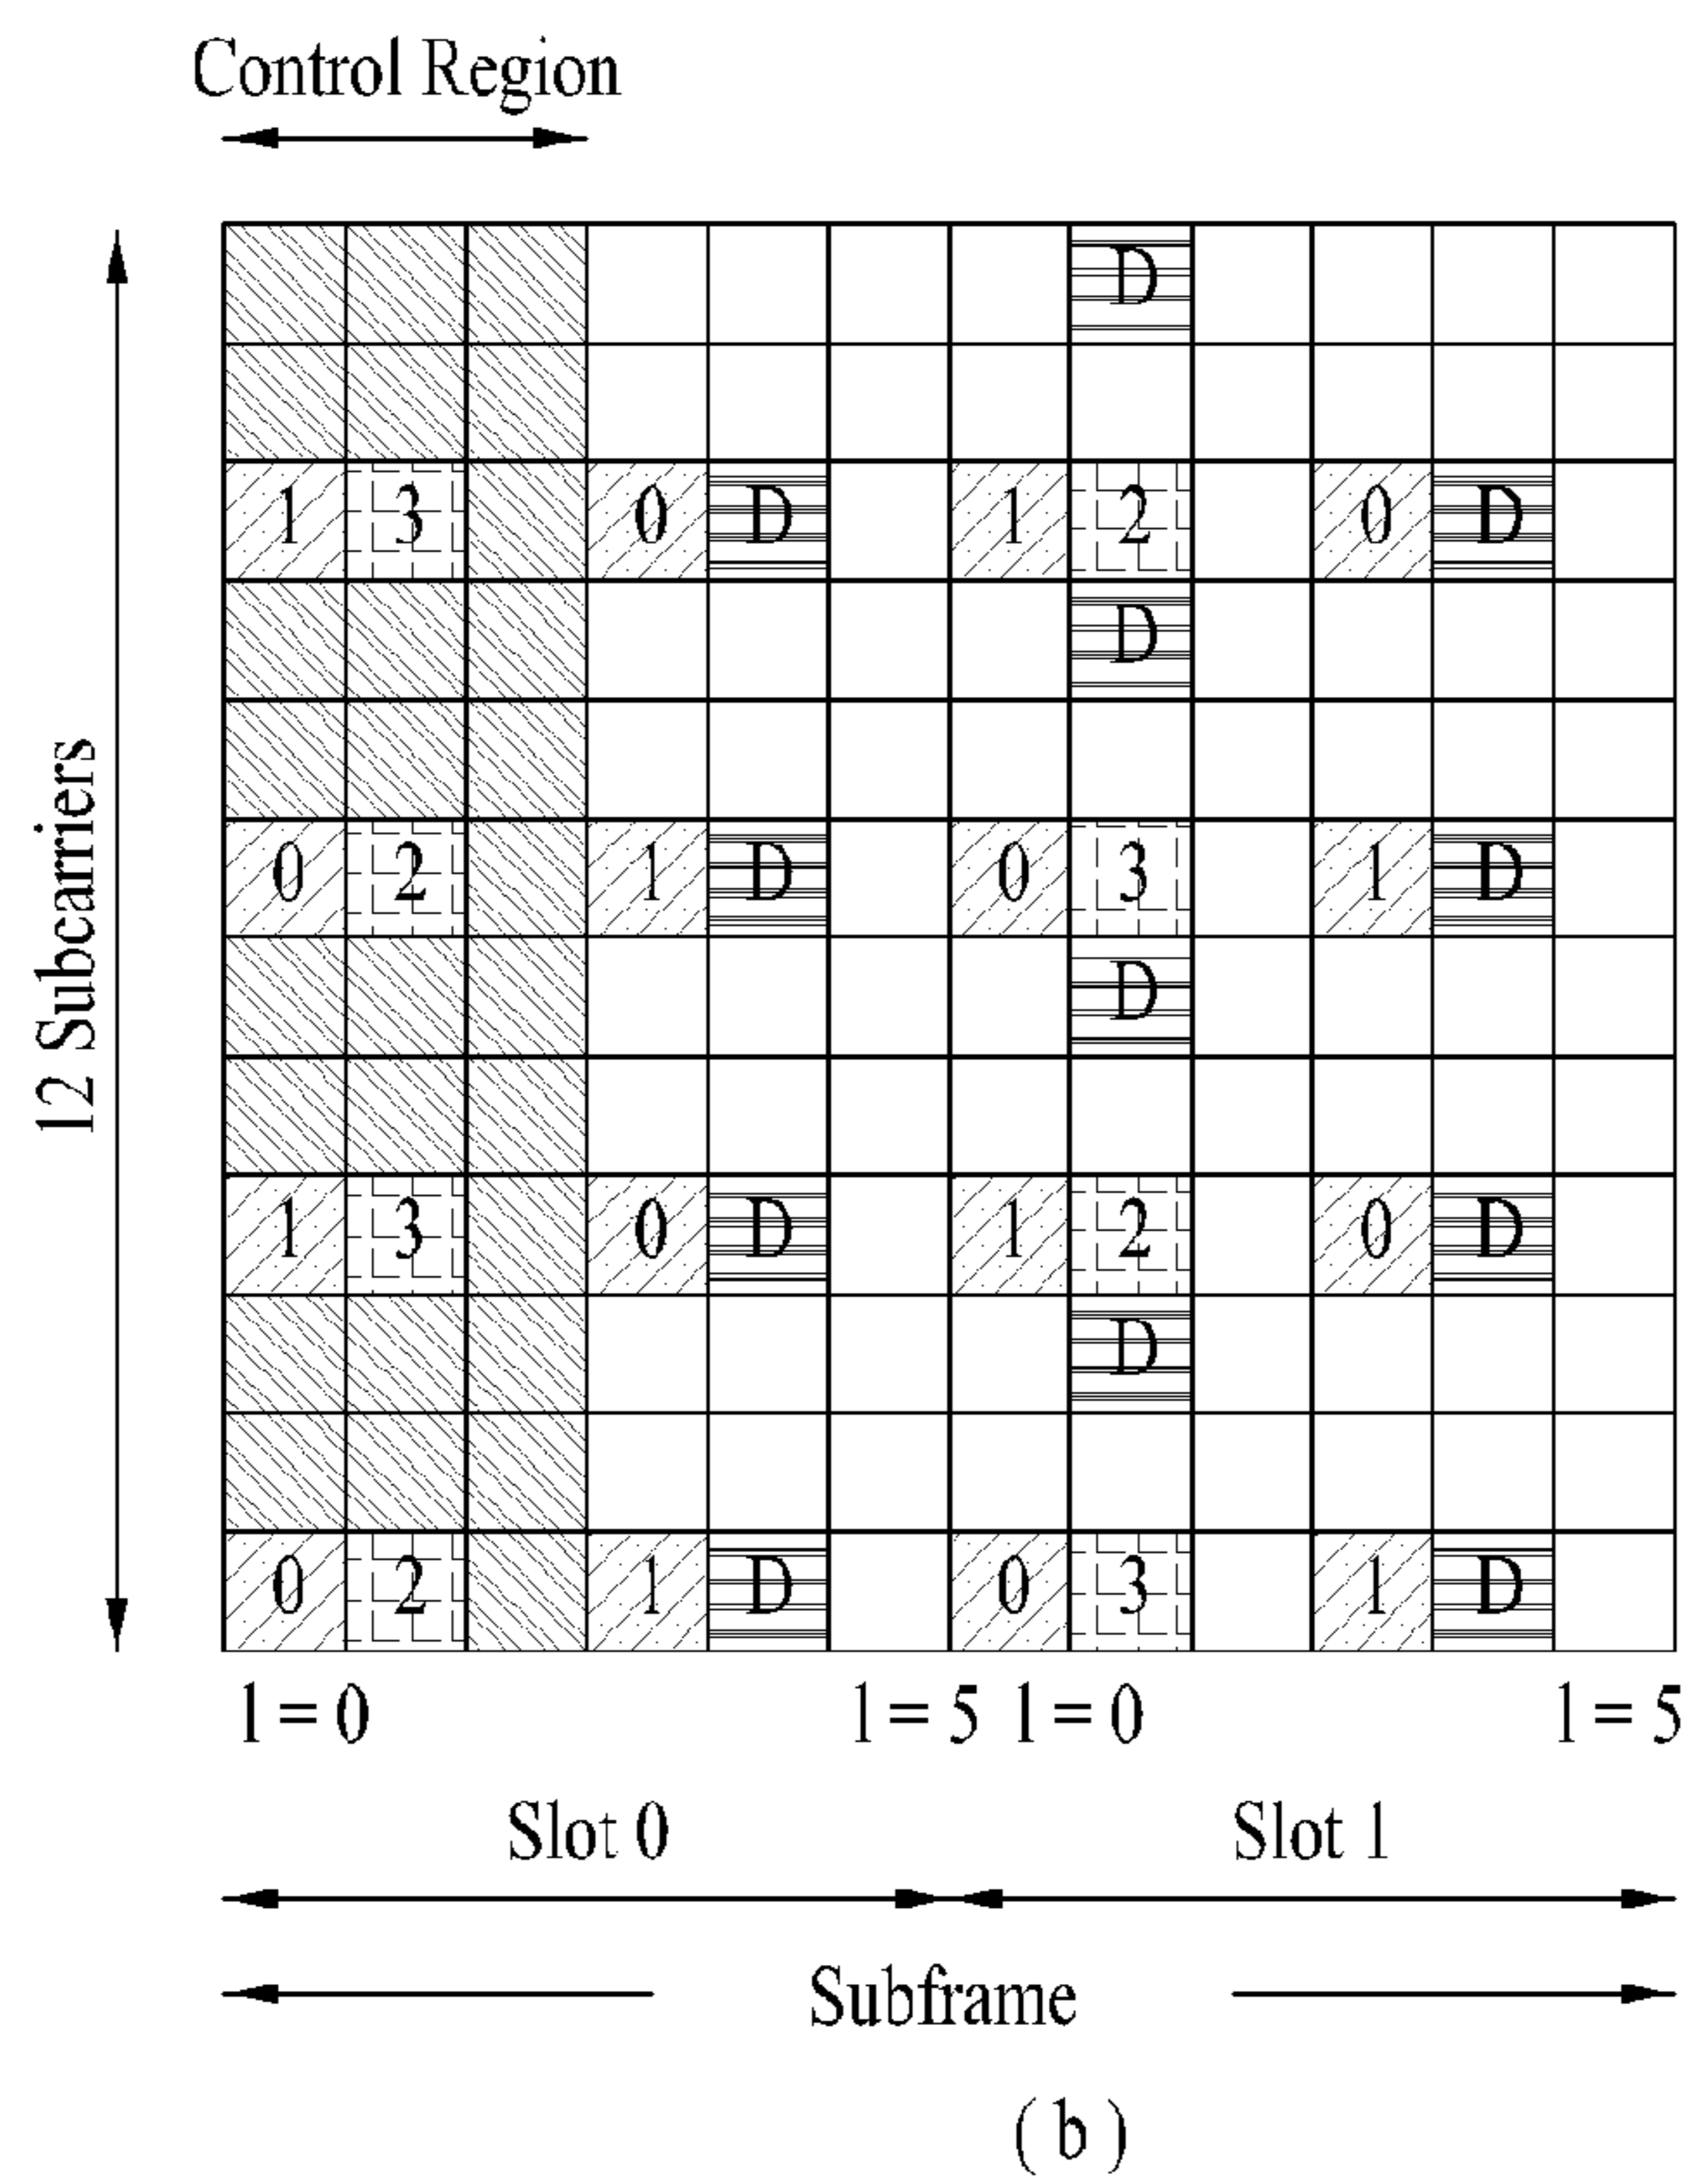 Control Region
12 Subcarriers
D
1 3 0 D 1 2 0 D
D
0 2 1 D 0 3 1 D
D
1 3 0 D 1 2 0 D
D
0 2 1 D 0 3 1 D
l = 0 l = 5 l = 0 l = 5
Slot 0 Slot 1
Subframe
( b )